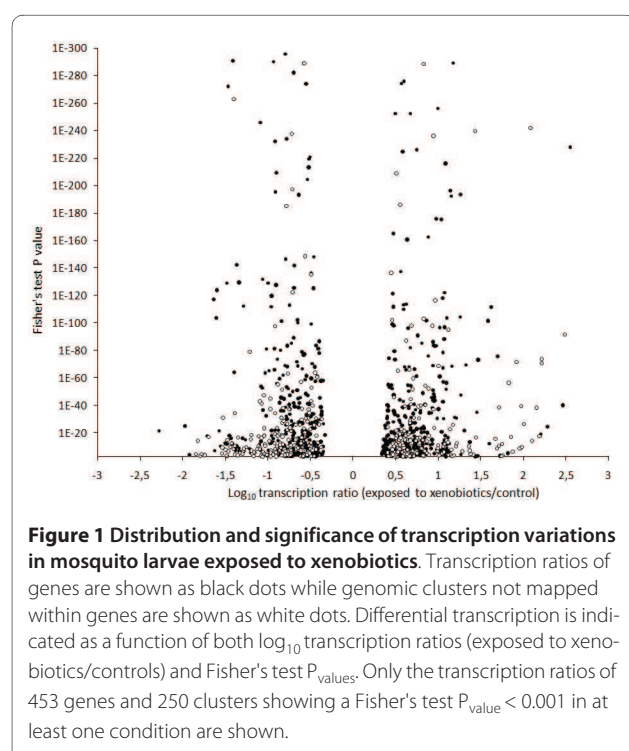 1E-300
1E-280
1E-260
1E-240
1E-220
1E-200
1E-180
1E-160
1E-140
1E-120
1E-100
1E-80
1E-60
1E-40
1E-20
Fisher's test P value
-3 -2,5 -2 -1,5 -1 -0,5 0 0,5 1 1,5 2 2,5 3
Log10 transcription ratio (exposed to xenobiotics/control)
Figure 1 Distribution and significance of transcription variations
in mosquito larvae exposed to xenobiotics. Transcription ratios of
genes are shown as black dots while genomic clusters not mapped
within genes are shown as white dots. Differential transcription is indi-
cated as a function of both log10 transcription ratios (exposed to xeno-
biotics/controls) and Fisher's test Pvalues. Only the transcription ratios of
453 genes and 250 clusters showing a Fisher's test Pvalue < 0.001 in at
least one condition are shown.